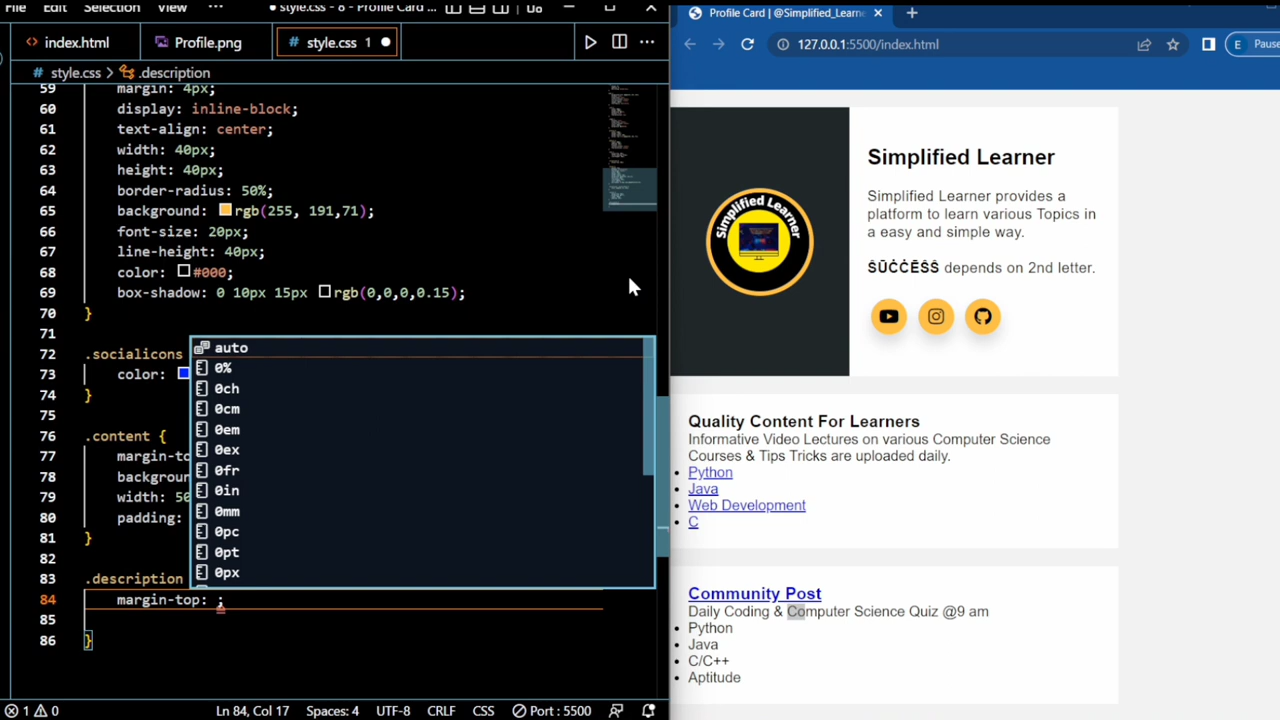 File Edit Selection View ··· style.css - 8 - Profile Card ...
index.html Profile.png # style.css 1
# style.css > .description
59 margin: 4px;
60 display: inline-block;
61 text-align: center;
62 width: 40px;
63 height: 40px;
64 border-radius: 50%;
65 background: rgb(255, 191,71);
66 font-size: 20px;
67 line-height: 40px;
68 color: #000;
69 box-shadow: 0 10px 15px rgb(0,0,0,0.15);
70 }
71
72 .socialicons
73 color:
74 }
75
76 .content {
77 margin-to
78 backgroun
79 width: 50
80 padding:
81 }
82
83 .description
84 margin-top: ;
85
86 }
auto
0%
0ch
0cm
0em
0ex
0fr
0in
0mm
0pc
0pt
0px
1 0 Ln 84, Col 17 Spaces: 4 UTF-8 CRLF CSS Port : 5500
Profile Card | @Simplified_Learne
127.0.0.1:5500/index.html
E Pause
Simplified Learner
Simplified Learner
Simplified Learner provides a
platform to learn various Topics in
a easy and simple way.
ŜŪĊĊĒŜŜ depends on 2nd letter.
Quality Content For Learners
Informative Video Lectures on various Computer Science
Courses & Tips Tricks are uploaded daily.
• Python
• Java
• Web Development
• C
Community Post
Daily Coding & Computer Science Quiz @9 am
• Python
• Java
• C/C++
• Aptitude